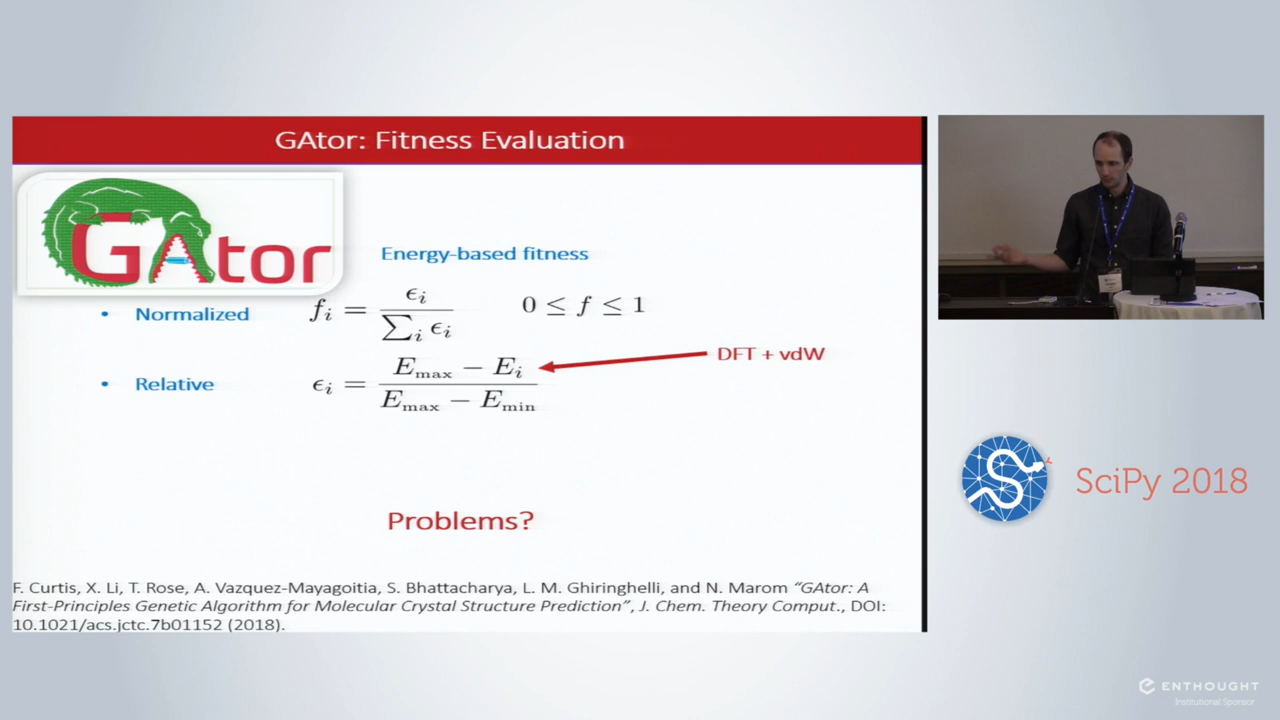 GAtor: Fitness Evaluation
GAtor
Energy-based fitness
• Normalized f_i = ϵ_i / ∑_i ϵ_i 0 ≤ f ≤ 1
DFT + vdW
• Relative ϵ_i = (E_max − E_i) / (E_max − E_min)
Problems?
F. Curtis, X. Li, T. Rose, A. Vazquez-Mayagoitia, S. Bhattacharya, L. M. Ghiringhelli, and N. Marom “GAtor: A
First-Principles Genetic Algorithm for Molecular Crystal Structure Prediction”, J. Chem. Theory Comput., DOI:
10.1021/acs.jctc.7b01152 (2018).
SciPy 2018
ENTHOUGHT
Institutional Sponsor